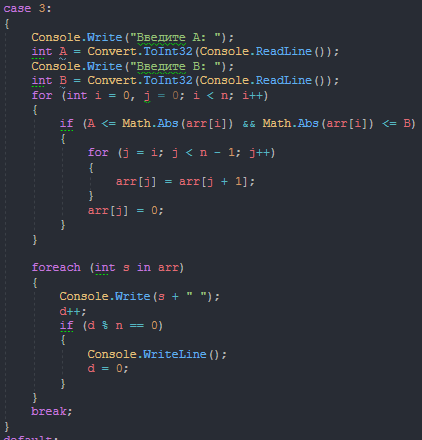 case 3:
{
Console.Write("Введите A: ");
int A = Convert.ToInt32(Console.ReadLine());
Console.Write("Введите B: ");
int B = Convert.ToInt32(Console.ReadLine());
for (int i = 0, j = 0; i < n; i++)
{
if (A <= Math.Abs(arr[i]) && Math.Abs(arr[i]) <= B)
{
for (j = i; j < n - 1; j++)
{
arr[j] = arr[j + 1];
}
arr[j] = 0;
}
}
foreach (int s in arr)
{
Console.Write(s + " ");
d++;
if (d % n == 0)
{
Console.WriteLine();
d = 0;
}
}
break;
}
default: